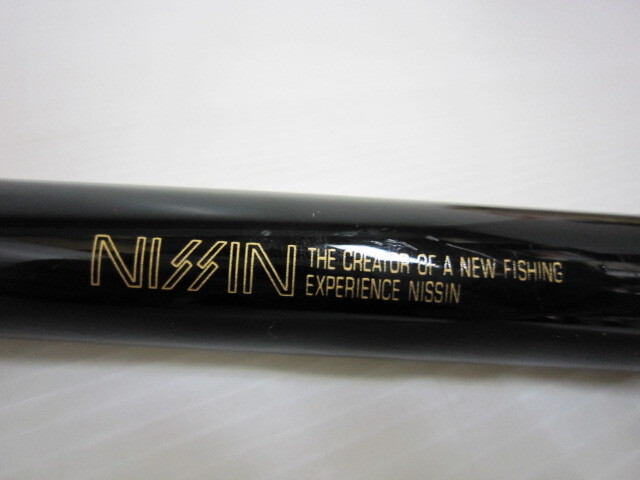 NISSIN
THE CREATOR OF A NEW FISHING
EXPERIENCE NISSIN